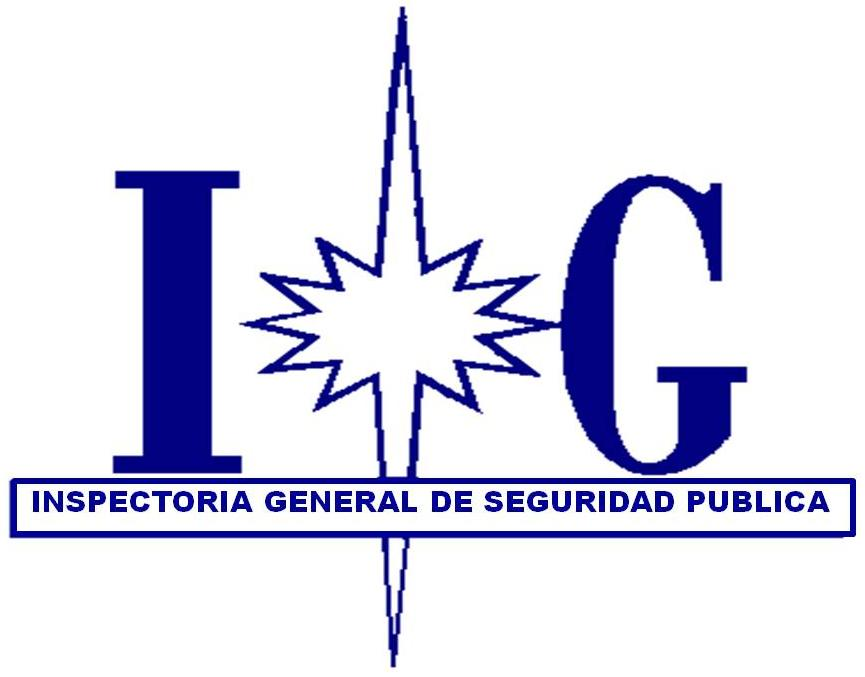 I G
INSPECTORIA GENERAL DE SEGURIDAD PUBLICA